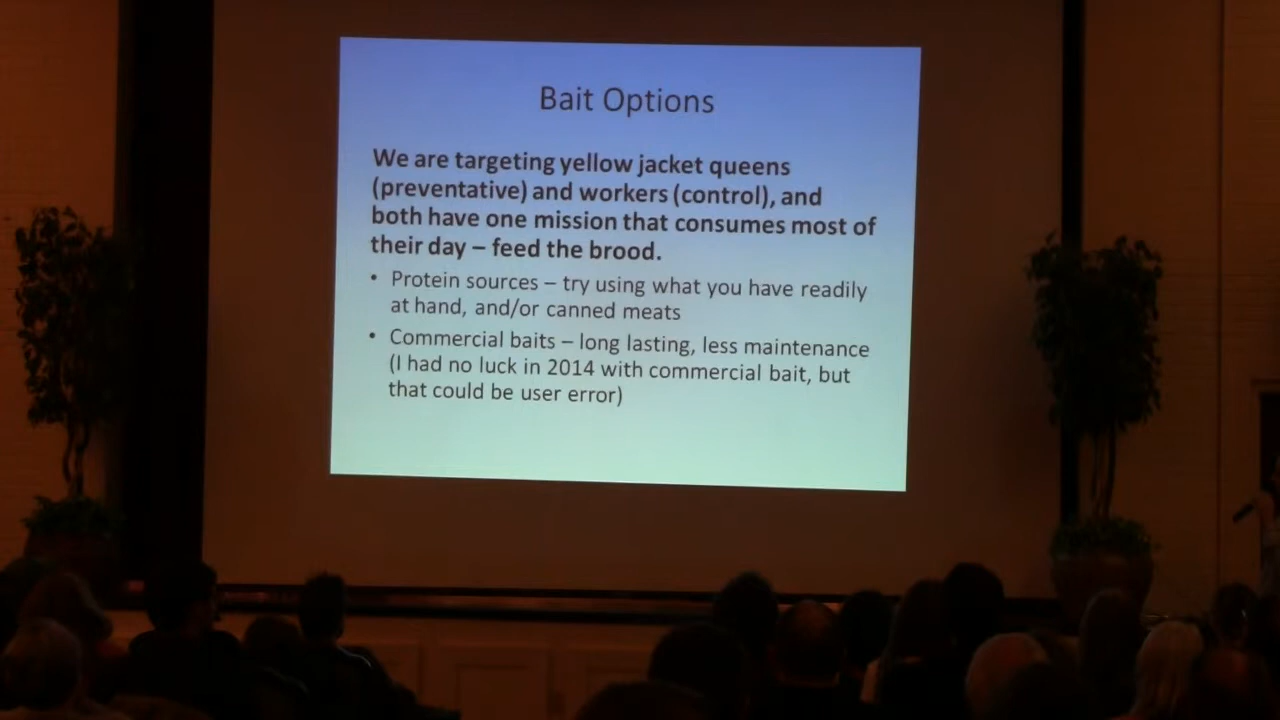 Bait Options
We are targeting yellow jacket queens
(preventative) and workers (control), and
both have one mission that consumes most of
their day – feed the brood.
• Protein sources – try using what you have readily
at hand, and/or canned meats
• Commercial baits – long lasting, less maintenance
(I had no luck in 2014 with commercial bait, but
that could be user error)